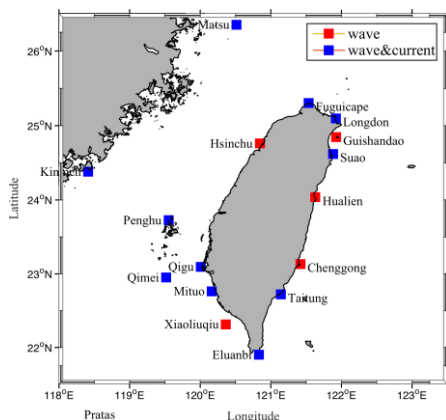 Matsu
wave
wave&current
26°N
Fuguicape
Longdon
25°N
Guishandao
Hsinchu
Suao
24°N
Hualien
Penghu
Latitude
23°N
Qigu
Chenggong
Qimei
Mituo
Taitung
Xiaoliuqiu
22°N
Eluanbi
118°E
119°E
120°E
121°E
122°E
123°E
Pratas
Longitude